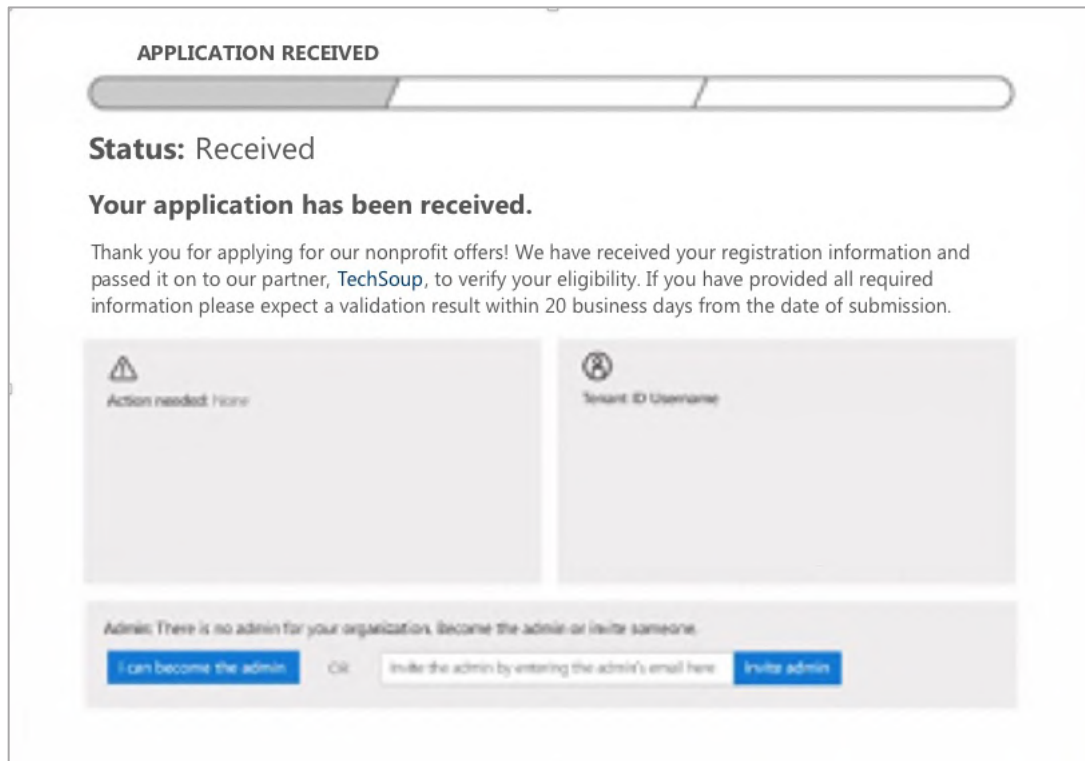 APPLICATION RECEIVED
Status: Received
Your application has been received.
Thank you for applying for our nonprofit offers! We have received your registration information and
passed it on to our partner, TechSoup, to verify your eligibility. If you have provided all required
information please expect a validation result within 20 business days from the date of submission.
Action needed: None
Tenant ID Username
Admin: There is no admin for your organization. Become the admin or invite someone.
I can become the admin OR Invite the admin by entering the admin's email here Invite admin